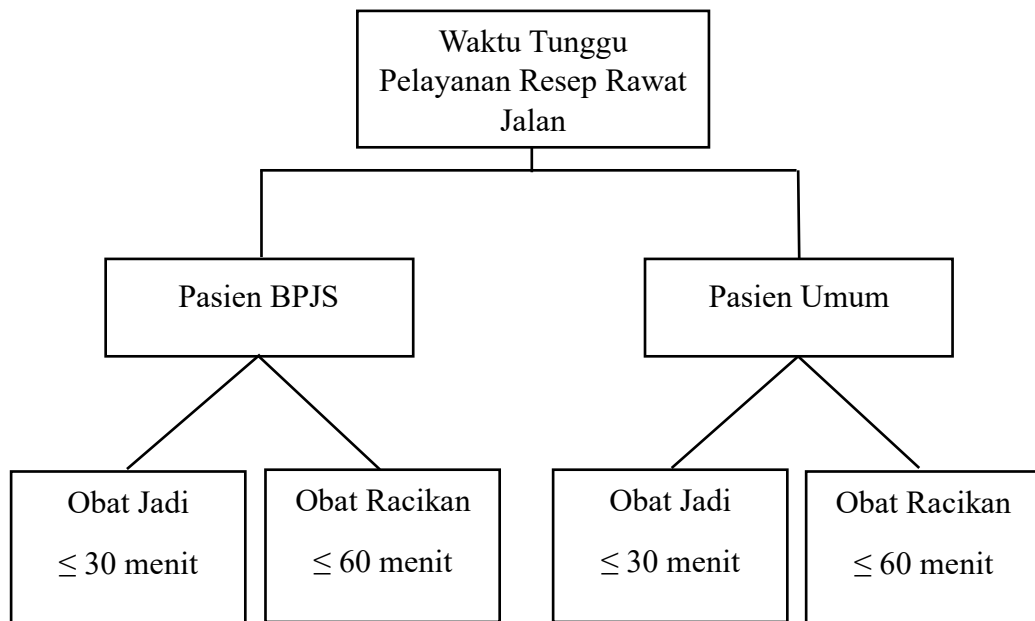 Waktu Tunggu
Pelayanan Resep Rawat
Jalan
Pasien BPJS
Pasien Umum
Obat Jadi
≤ 30 menit
Obat Racikan
≤ 60 menit
Obat Jadi
≤ 30 menit
Obat Racikan
≤ 60 menit